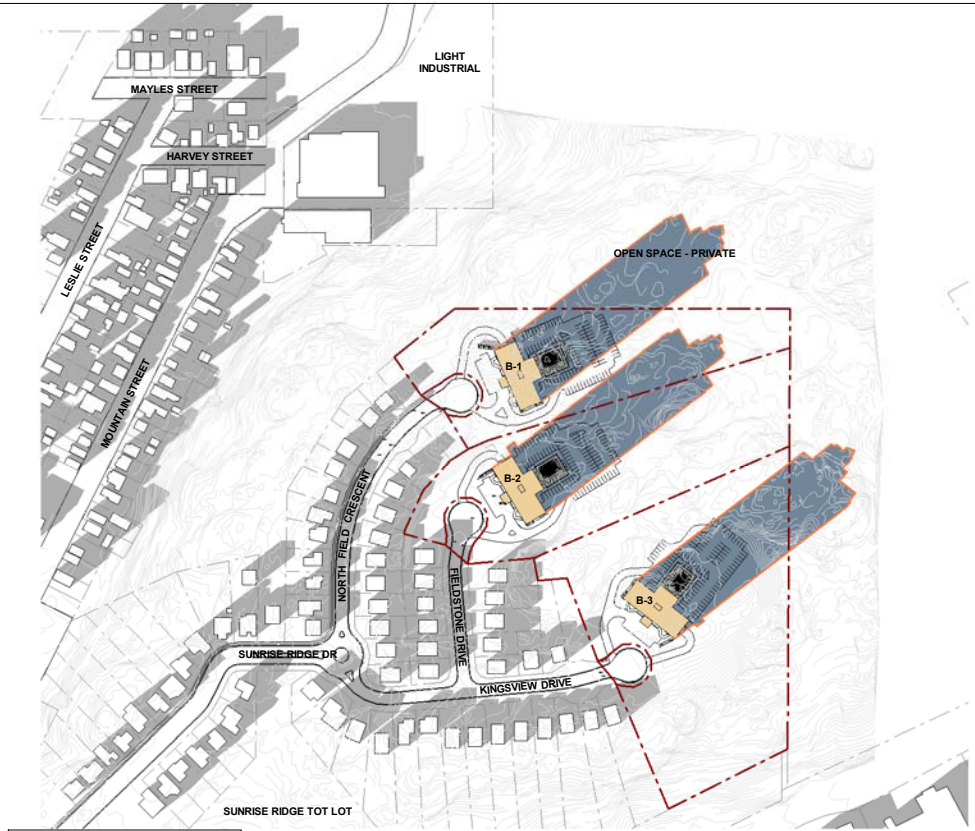 LIGHT
INDUSTRIAL
MAYLES STREET
HARVEY STREET
LESLIE STREET
OPEN SPACE - PRIVATE
B-1
MOUNTAIN STREET
B-2
NORTH FIELD CRESCENT
FIELDSTONE DRIVE
B-3
SUNRISE RIDGE DR
KINGSVIEW DRIVE
SUNRISE RIDGE TOT LOT